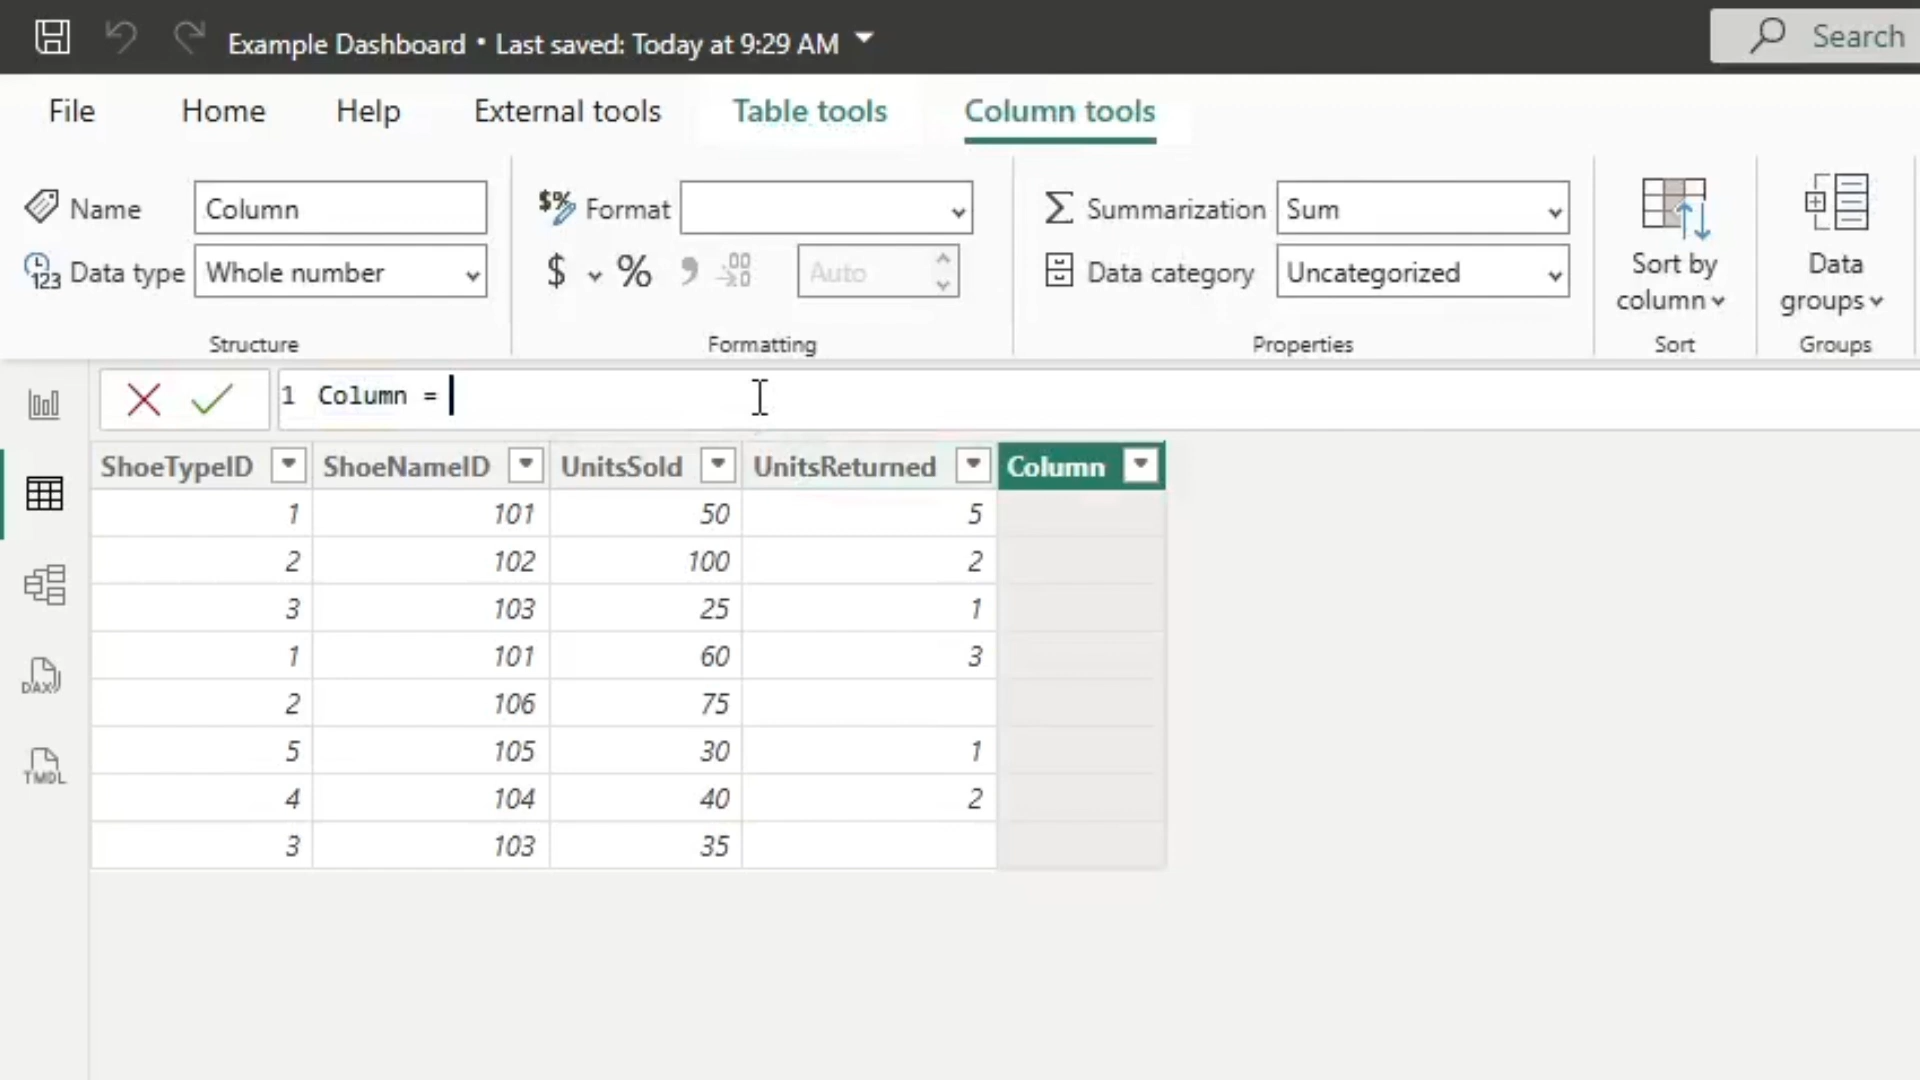 Example Dashboard • Last saved: Today at 9:29 AM
Search
File Home Help External tools Table tools Column tools
Name Column $% Format Summarization Sum
123 Data type Whole number $ % 9 .00 →.0 Auto Data category Uncategorized
Sort by column
Data groups
Structure Formatting Properties Sort Groups
1 Column =
ShoeTypeID ShoeNameID UnitsSold UnitsReturned Column
1 101 50 5
2 102 100 2
3 103 25 1
1 101 60 3
2 106 75
5 105 30 1
4 104 40 2
3 103 35
DAX
TMDL